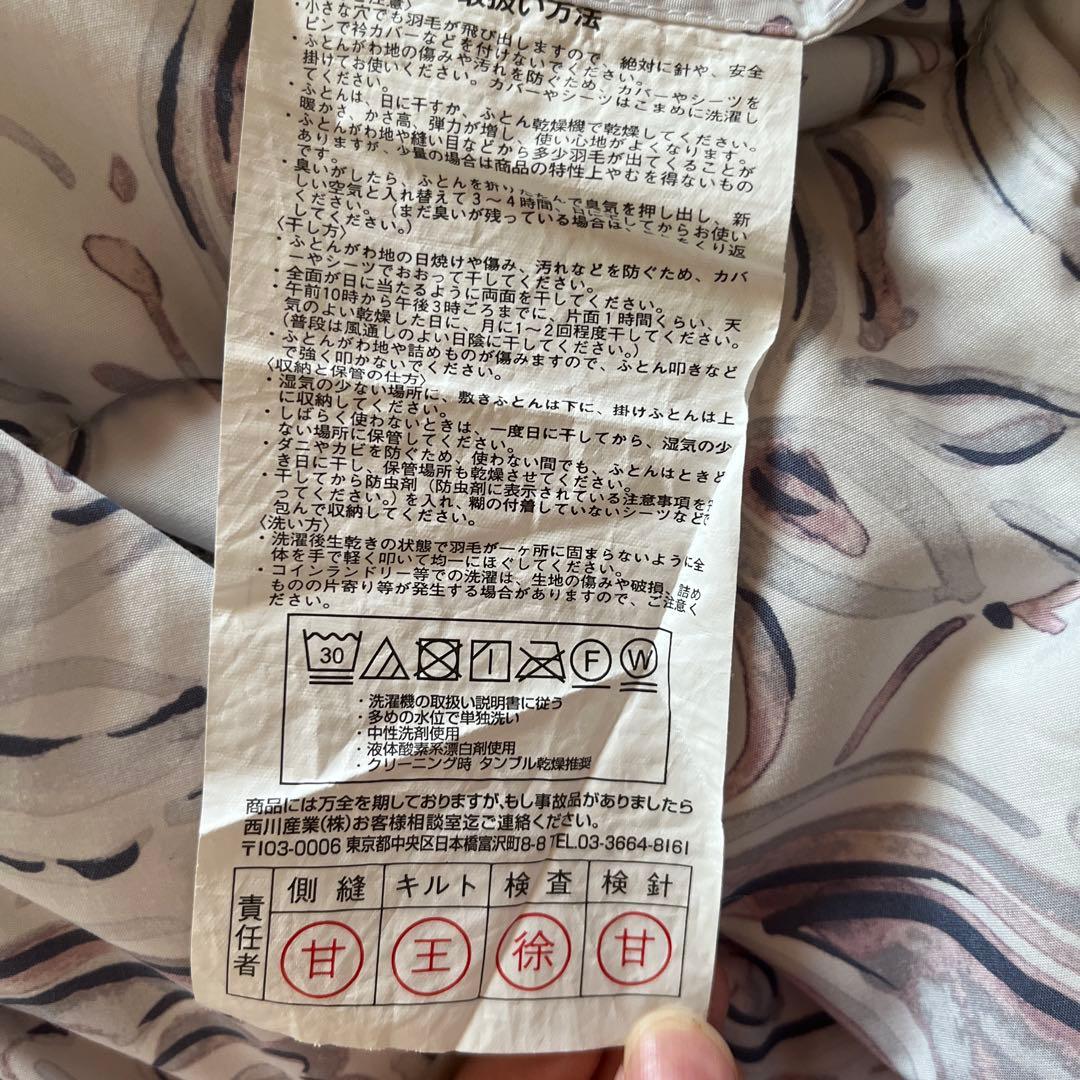 取扱い方法
・小さな穴でも羽毛が飛び出しますので、絶対に針や、安全
ピンで衿カバーなどを付けないでください。
・ふとんがわ地の傷みや汚れを防ぐため、カバーやシーツを
掛けてお使いください。カバーやシーツはこまめに洗濯し
てください。
・ふとんは、日に干すか、ふとん乾燥機で乾燥してください。
暖かさ、かさ高、弾力が増し、使い心地がよくなります。
・ふとんがわ地や縫い目などから多少羽毛が出てくることが
ありますが、少量の場合は商品の特性上やむを得ないもの
です。
臭いがしたら、ふとんを折りたたんで臭気を押し出し、新
しい空気と入れ替えて3~4時間 してからお使い
ください。(まだ臭いが残っている場合は、 くり返
してください。)
〈干し方〉
・ふとんがわ地の日焼けや傷み、汚れなどを防ぐため、カバ
ーやシーツでおおって干してください。
・全面が日に当たるように両面を干してください。
・午前10時から午後3時ごろまでに、片面1時間くらい、天
気のよい乾燥した日に、月に1~2回程度干してください。
(普段は風通しのよい日陰に干してください。)
・ふとんがわ地や詰めものが傷みますので、ふとん叩きなど
で強く叩かないでください。
〈収納と保管の仕方〉
・湿気の少ない場所に、敷きふとんは下に、掛けふとんは上
に収納してください。
・しばらく使わないときは、一度日に干してから、湿気の少
ない場所に保管してください。
・ダニやカビを防ぐため、使わない間でも、ふとんはときど
き日に干し、保管場所も乾燥させてください。
・干してから防虫剤(防虫剤に表示されている注意事項を守
ってください。)を入れ、糊の付着していないシーツなどで
包んで収納してください。
〈洗い方〉
・洗濯後生乾きの状態で羽毛が一ヶ所に固まらないように全
体を手で軽く叩いて均一にほぐしてください。
・コインランドリー等での洗濯は、生地の傷みや破損、詰め
ものの片寄り等が発生する場合がありますので、ご注意く
ださい。
30 F W
・洗濯機の取扱い説明書に従う
・多めの水位で単独洗い
・中性洗剤使用
・液体酸素系漂白剤使用
・クリーニング時 タンブル乾燥推奨
商品には万全を期しておりますが、もし事故品がありましたら
西川産業(株)お客様相談室迄ご連絡ください。
〒103-0006 東京都中央区日本橋富沢町8-8 TEL.03-3664-8161
責任者
側縫 キルト 検査 検針
甘 王 徐 甘